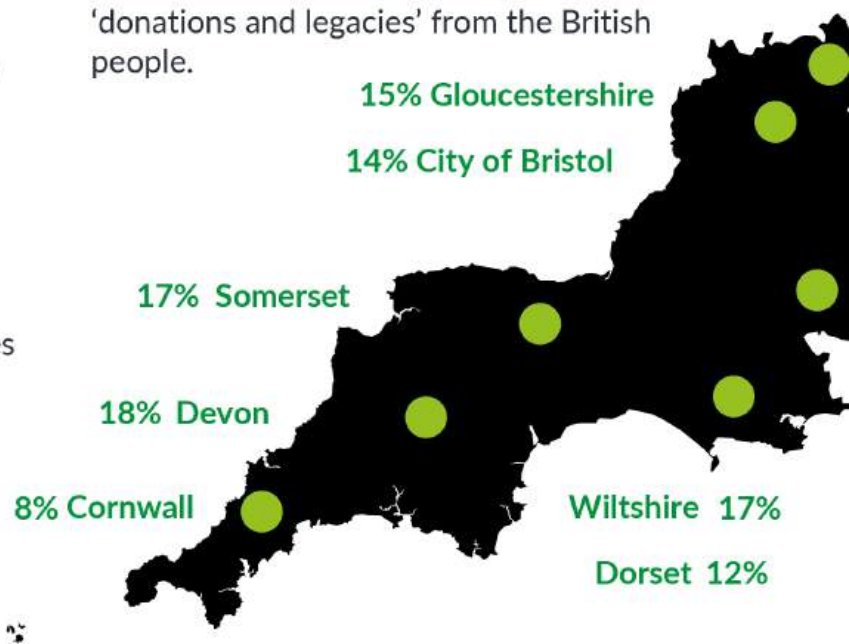 ‘donations and legacies’ from the British
people.
15% Gloucestershire
14% City of Bristol
17% Somerset
18% Devon
8% Cornwall
Wiltshire 17%
Dorset 12%